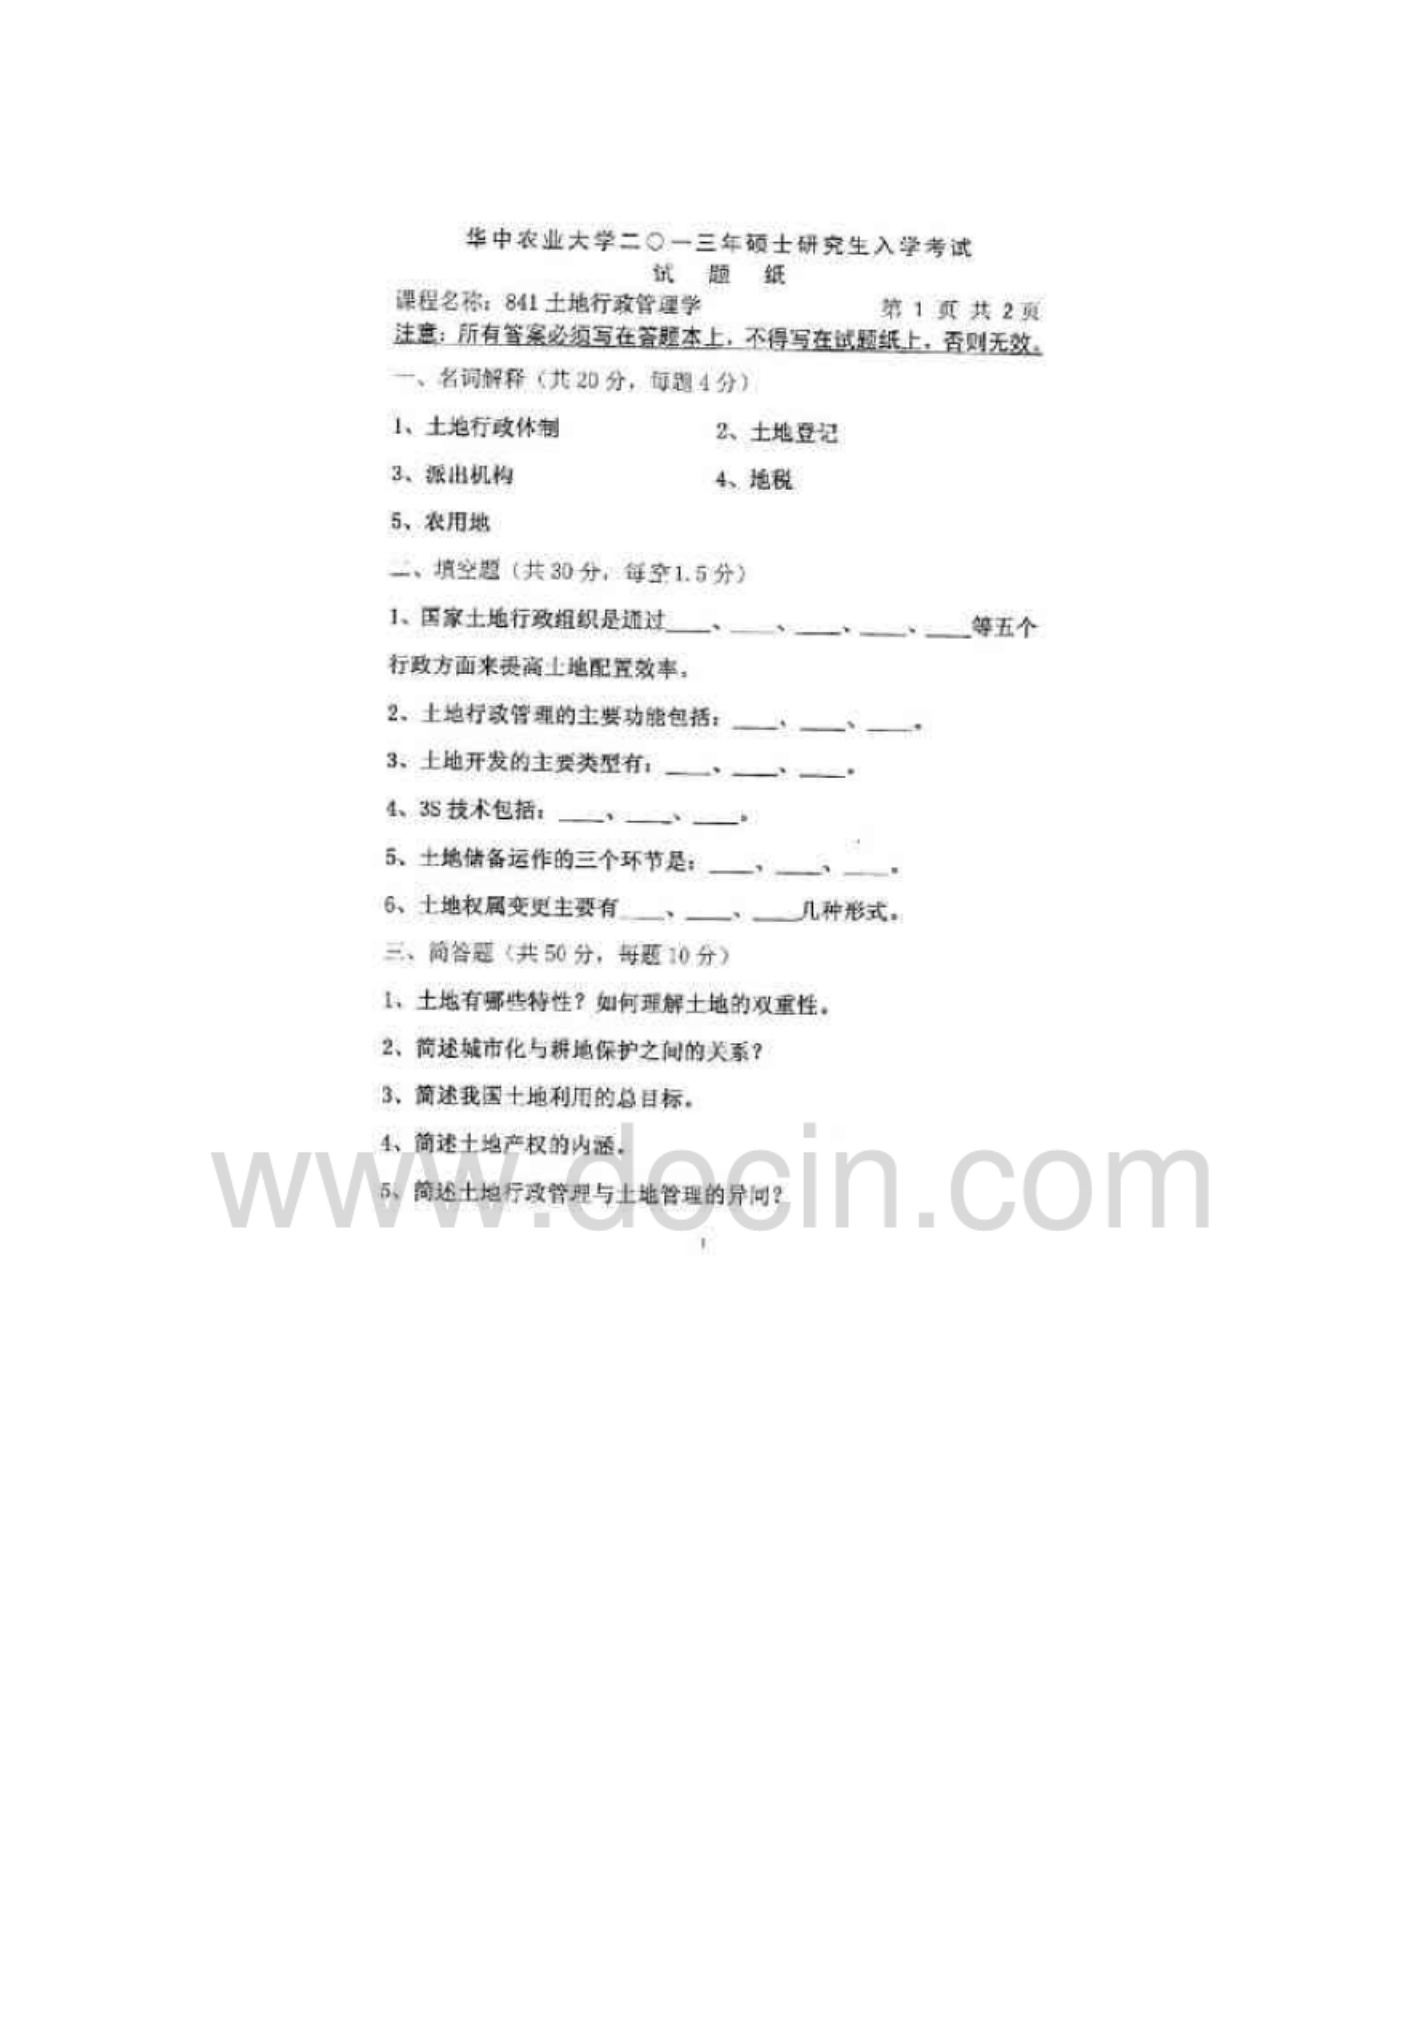 华中农业大学二〇一三年硕士研究生入学考试
试 题 纸
课程名称：841 土地行政管理学 第 1 页 共 2 页
注意：所有答案必须写在答题本上，不得写在试题纸上，否则无效。
一、名词解释（共 20 分，每题 4 分）
1、土地行政体制 2、土地登记
3、派出机构 4、地税
5、农用地
二、填空题（共 30 分，每空 1.5 分）
1、国家土地行政组织是通过____、____、____、____、____等五个
行政方面来提高土地配置效率。
2、土地行政管理的主要功能包括：____、____、____。
3、土地开发的主要类型有：____、____、____。
4、3S 技术包括：____、____、____。
5、土地储备运作的三个环节是：____、____、____。
6、土地权属变更主要有____、____、____几种形式。
三、简答题（共 50 分，每题 10 分）
1、土地有哪些特性？如何理解土地的双重性。
2、简述城市化与耕地保护之间的关系？
3、简述我国土地利用的总目标。
4、简述土地产权的内涵。
5、简述土地行政管理与土地管理的异同？
www.docin.com
1